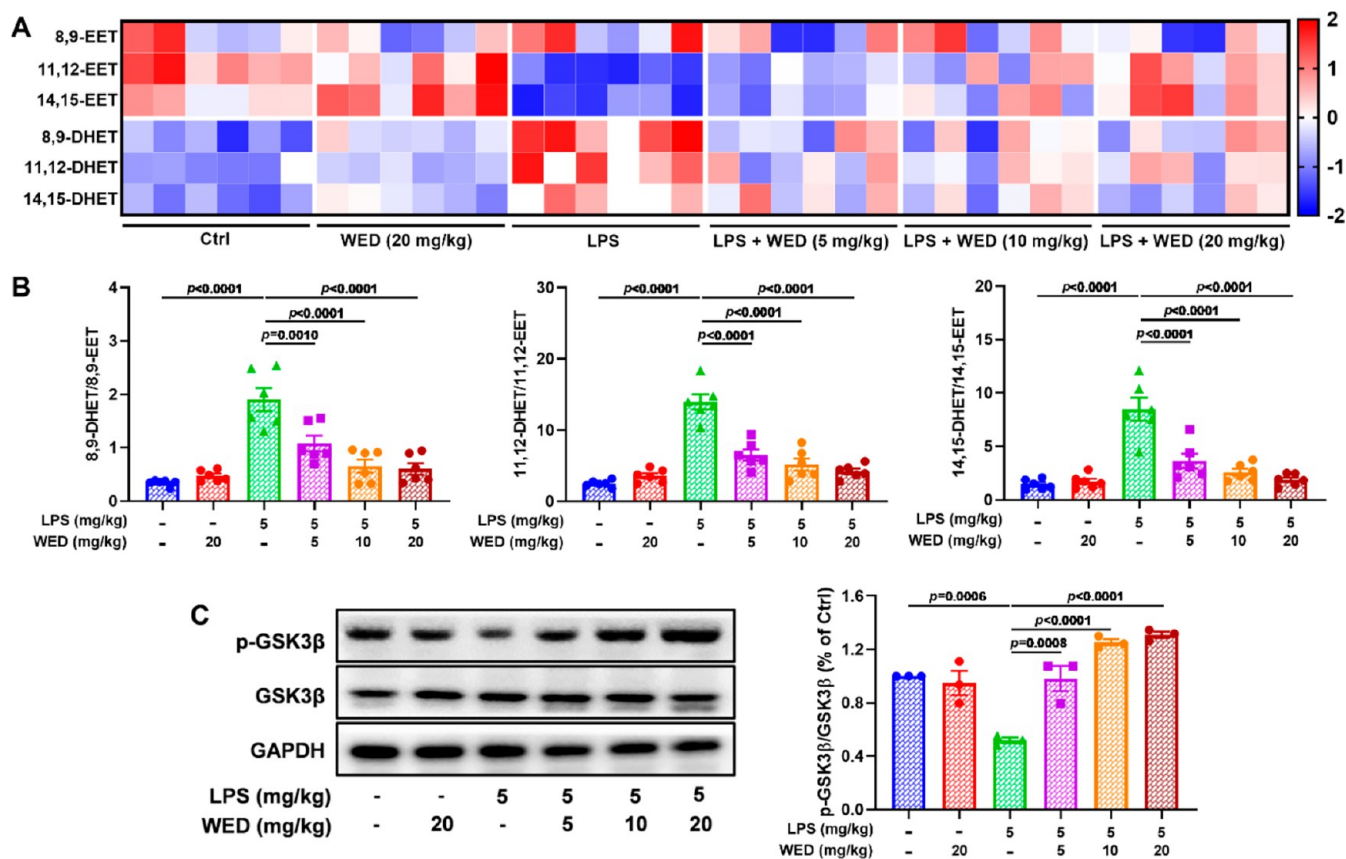 A
8,9-EET
11,12-EET
14,15-EET
8,9-DHET
11,12-DHET
14,15-DHET
2
1
0
-1
-2
Ctrl
WED (20 mg/kg)
LPS
LPS + WED (5 mg/kg)
LPS + WED (10 mg/kg)
LPS + WED (20 mg/kg)
B
8,9-DHET/8,9-EET
4
3
2
1
0
p<0.0001 p<0.0001
p<0.0001
p=0.0010
LPS (mg/kg) - - 5 5 5 5
WED (mg/kg) - 20 - 5 10 20
11,12-DHET/11,12-EET
30
20
10
0
p<0.0001 p<0.0001
p<0.0001
p<0.0001
LPS (mg/kg) - - 5 5 5 5
WED (mg/kg) - 20 - 5 10 20
14,15-DHET/14,15-EET
20
15
10
5
0
p<0.0001 p<0.0001
p<0.0001
p<0.0001
LPS (mg/kg) - - 5 5 5 5
WED (mg/kg) - 20 - 5 10 20
C
p-GSK3β
GSK3β
GAPDH
LPS (mg/kg) - - 5 5 5 5
WED (mg/kg) - 20 - 5 10 20
p-GSK3β/GSK3β (% of Ctrl)
1.6
1.2
0.8
0.4
0.0
p=0.0006 p<0.0001
p<0.0001
p=0.0008
LPS (mg/kg) - - 5 5 5 5
WED (mg/kg) - 20 - 5 10 20